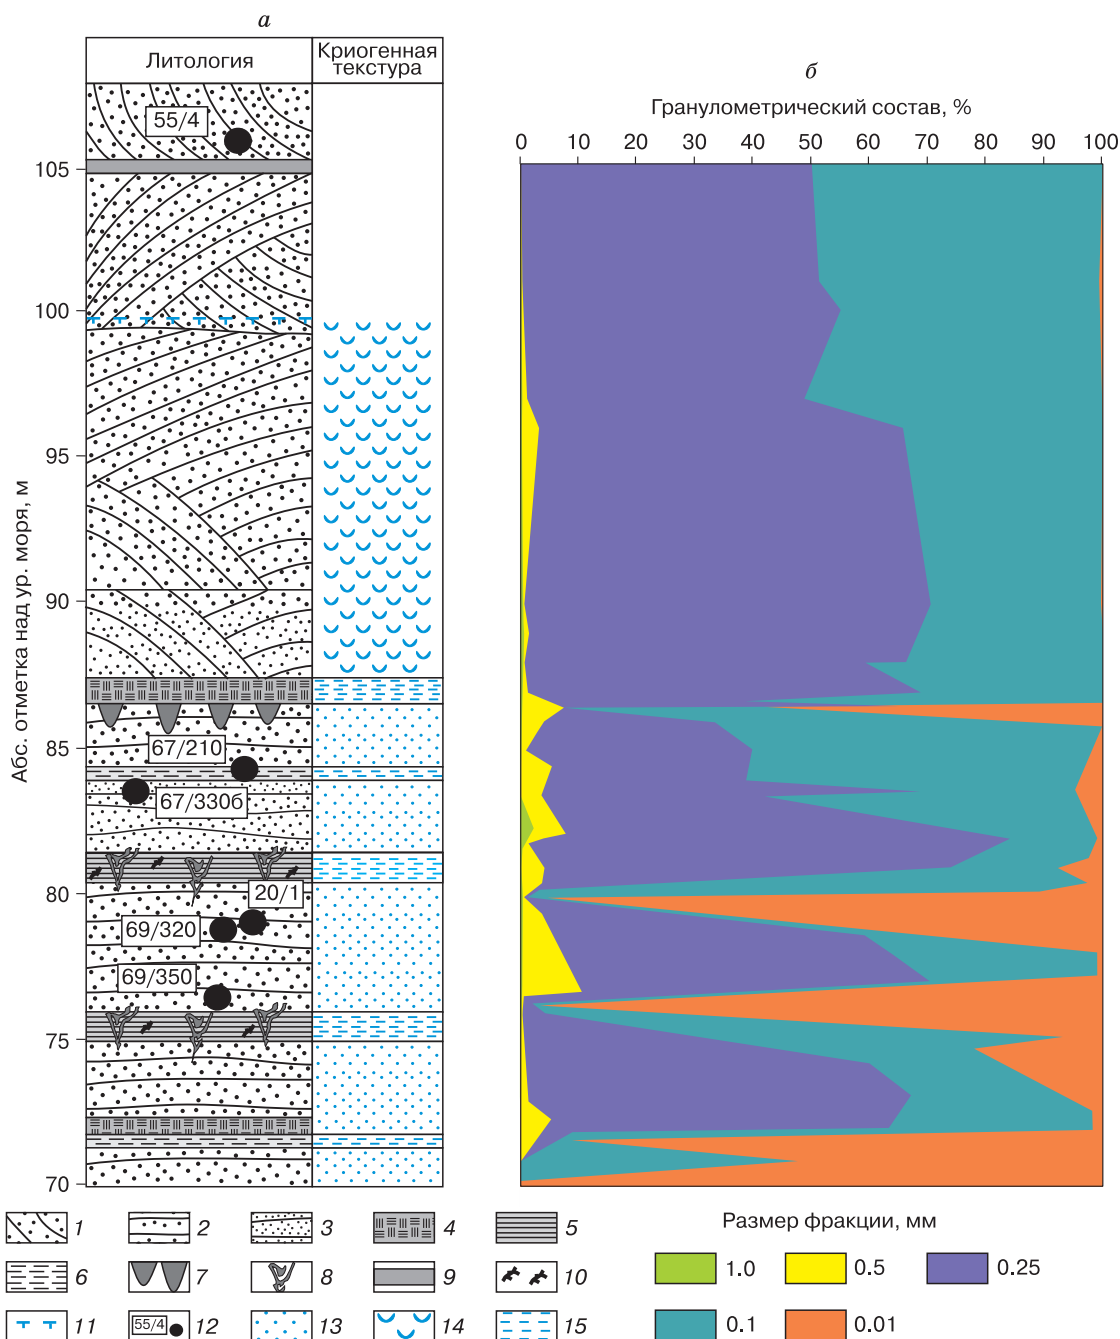 а
Литология
Криогенная
текстура
б
Гранулометрический состав, %
0 10 20 30 40 50 60 70 80 90 100
Абс. отметка над ур. моря, м
105
100
95
90
85
80
75
70
55/4
67/210
67/330б
20/1
69/320
69/350
1 2 3 4 5
6 7 8 9 10
11 55/4 12 13 14 15
Размер фракции, мм
1.0 0.5 0.25
0.1 0.01